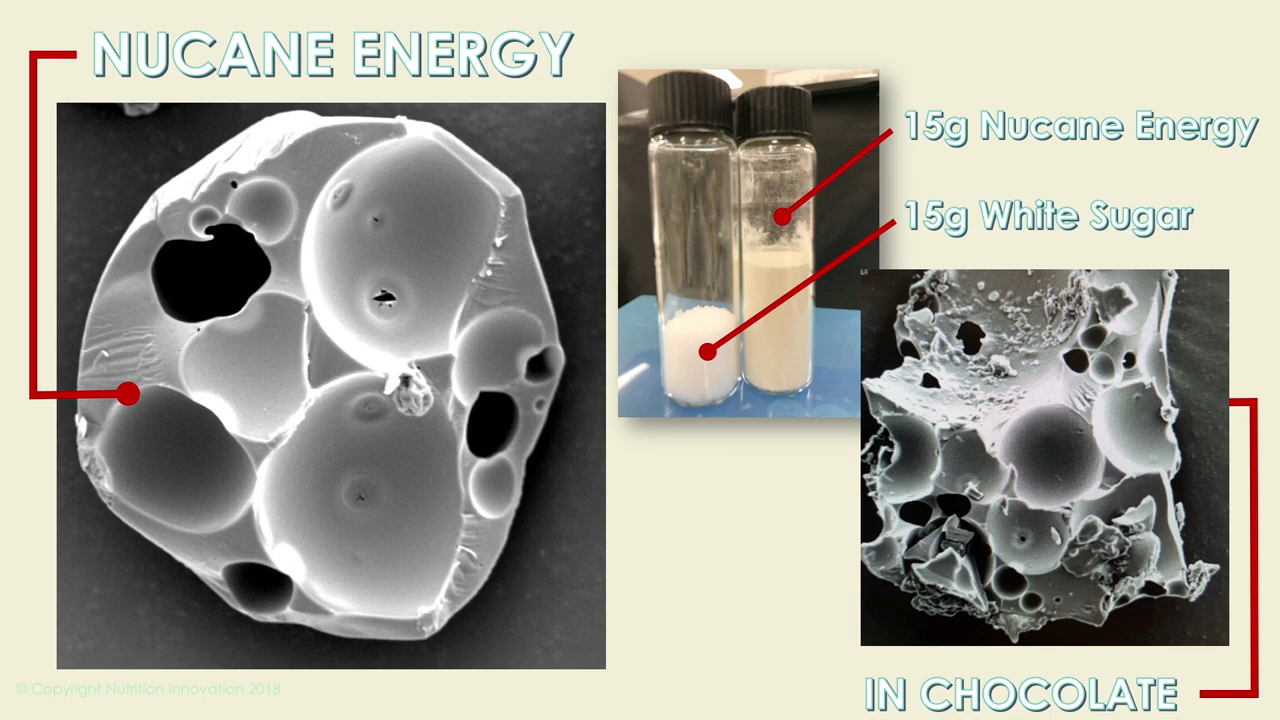 NUCANE ENERGY
15g Nucane Energy
15g White Sugar
IN CHOCOLATE
© Copyright Nutrition Innovation 2018